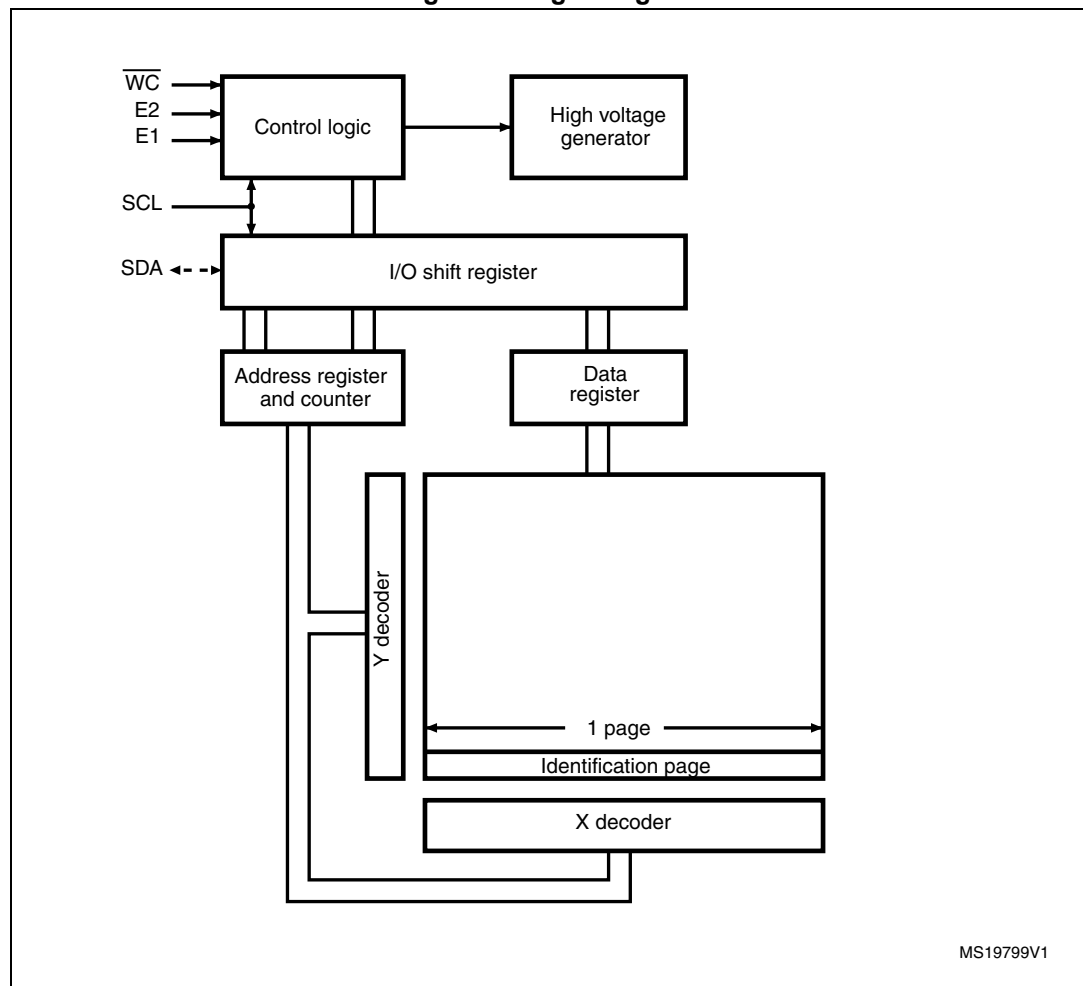 WC
E2
E1
SCL
SDA
Control logic
High voltage
generator
I/O shift register
Address register
and counter
Data
register
Y decoder
1 page
Identification page
X decoder
MS19799V1